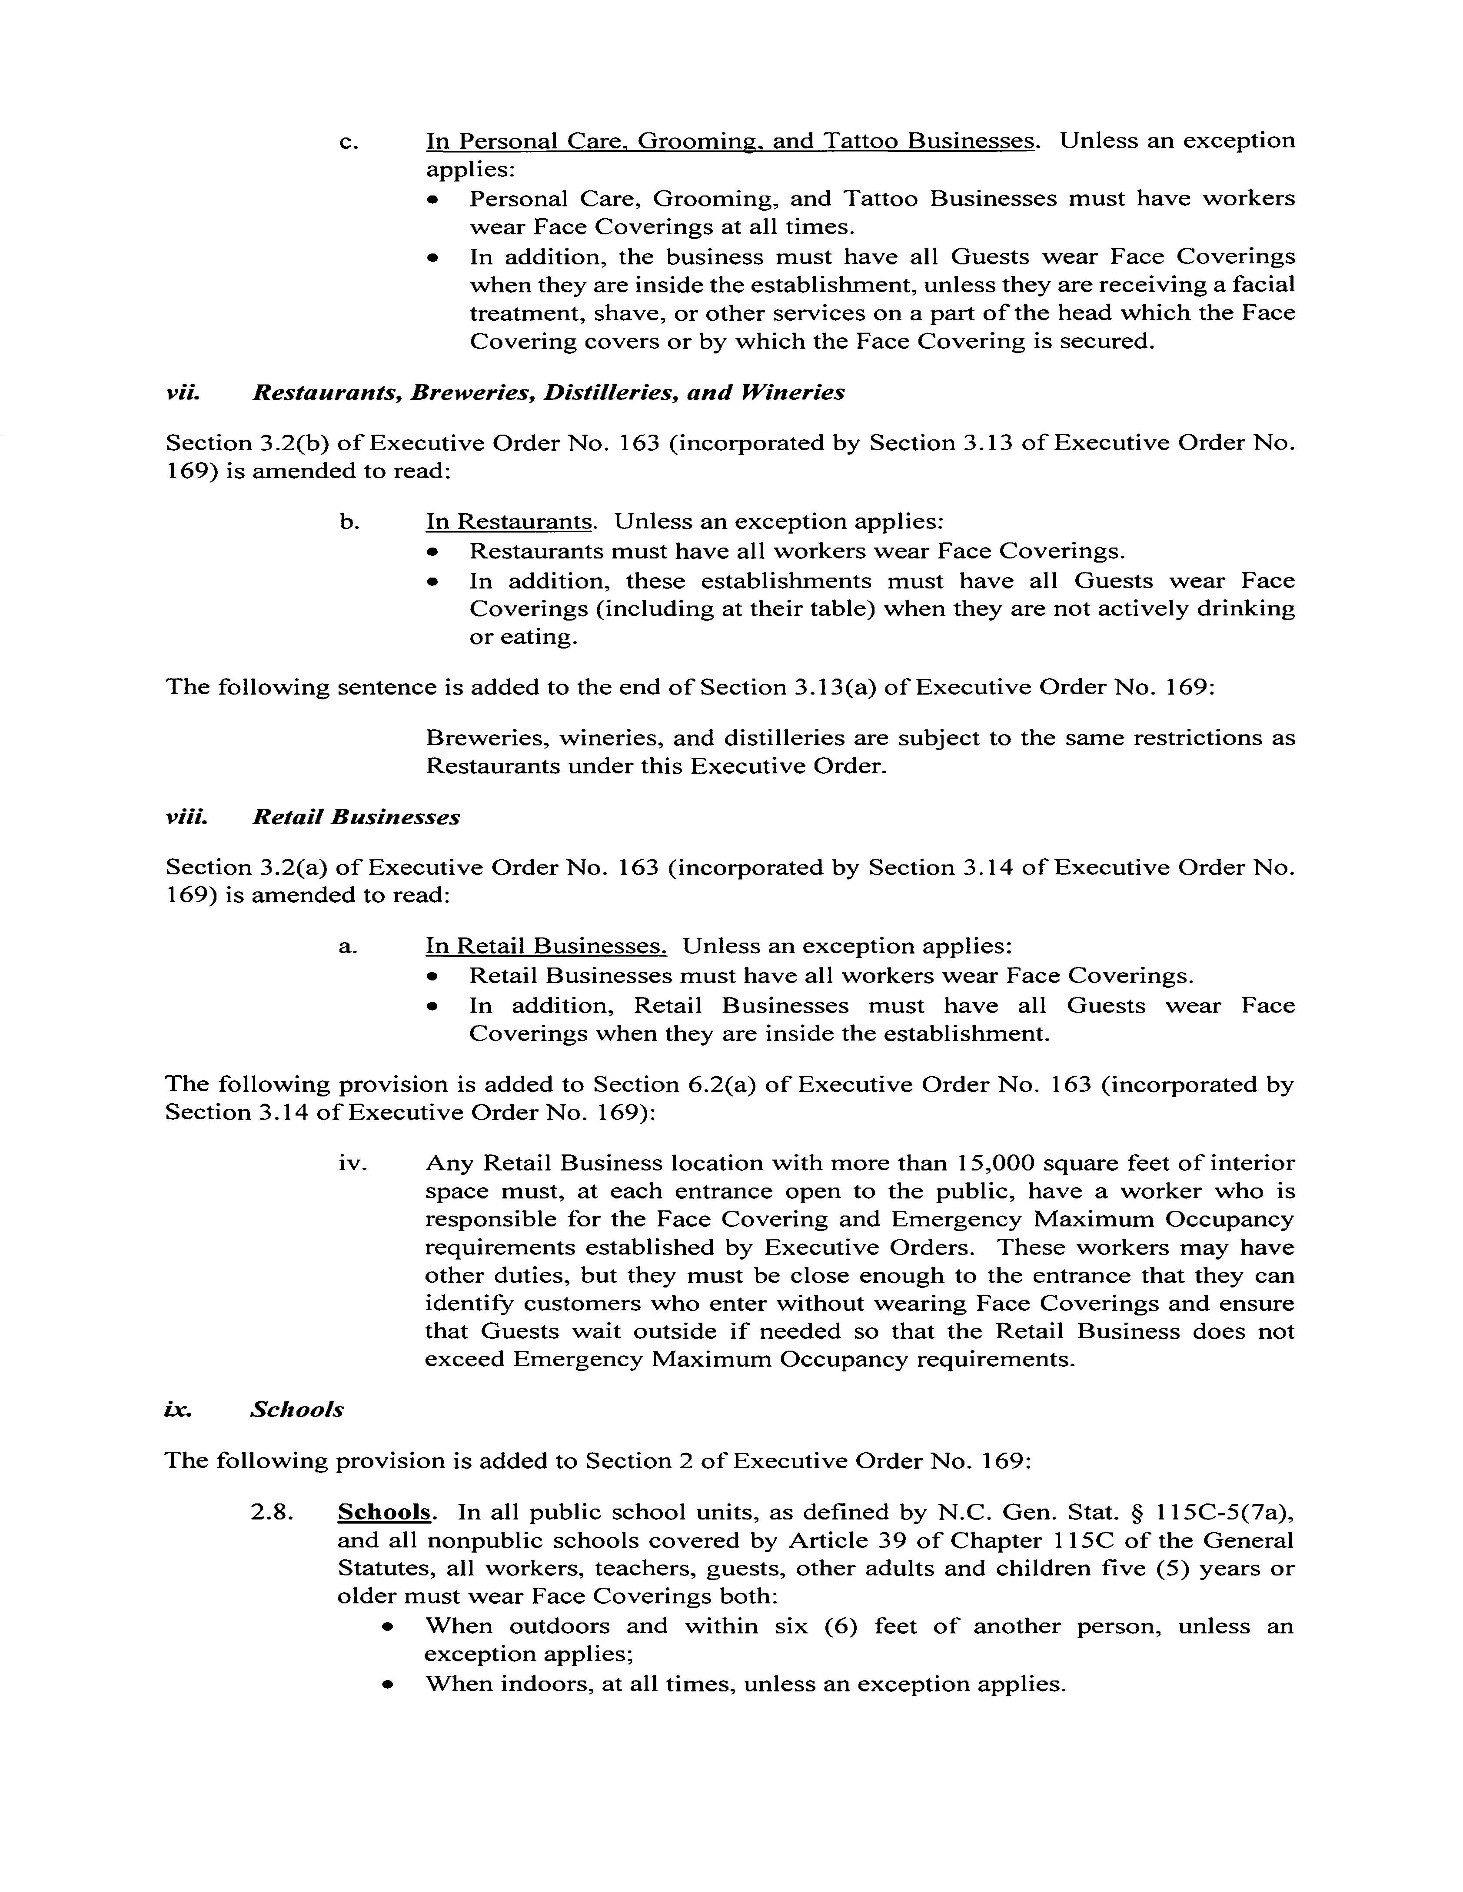 c. In Personal Care, Grooming, and Tattoo Businesses. Unless an exception
applies:
• Personal Care, Grooming, and Tattoo Businesses must have workers
wear Face Coverings at all times.
• In addition, the business must have all Guests wear Face Coverings
when they are inside the establishment, unless they are receiving a facial
treatment, shave, or other services on a part of the head which the Face
Covering covers or by which the Face Covering is secured.
vii. Restaurants, Breweries, Distilleries, and Wineries
Section 3.2(b) of Executive Order No. 163 (incorporated by Section 3.13 of Executive Order No.
169) is amended to read:
b. In Restaurants. Unless an exception applies:
• Restaurants must have all workers wear Face Coverings.
• In addition, these establishments must have all Guests wear Face
Coverings (including at their table) when they are not actively drinking
or eating.
The following sentence is added to the end of Section 3.13(a) of Executive Order No. 169:
Breweries, wineries, and distilleries are subject to the same restrictions as
Restaurants under this Executive Order.
viii. Retail Businesses
Section 3.2(a) of Executive Order No. 163 (incorporated by Section 3.14 of Executive Order No.
169) is amended to read:
a. In Retail Businesses. Unless an exception applies:
• Retail Businesses must have all workers wear Face Coverings.
• In addition, Retail Businesses must have all Guests wear Face
Coverings when they are inside the establishment.
The following provision is added to Section 6.2(a) of Executive Order No. 163 (incorporated by
Section 3.14 of Executive Order No. 169):
iv. Any Retail Business location with more than 15,000 square feet of interior
space must, at each entrance open to the public, have a worker who is
responsible for the Face Covering and Emergency Maximum Occupancy
requirements established by Executive Orders. These workers may have
other duties, but they must be close enough to the entrance that they can
identify customers who enter without wearing Face Coverings and ensure
that Guests wait outside if needed so that the Retail Business does not
exceed Emergency Maximum Occupancy requirements.
ix. Schools
The following provision is added to Section 2 of Executive Order No. 169:
2.8. Schools. In all public school units, as defined by N.C. Gen. Stat. § 115C-5(7a),
and all nonpublic schools covered by Article 39 of Chapter 115C of the General
Statutes, all workers, teachers, guests, other adults and children five (5) years or
older must wear Face Coverings both:
• When outdoors and within six (6) feet of another person, unless an
exception applies;
• When indoors, at all times, unless an exception applies.